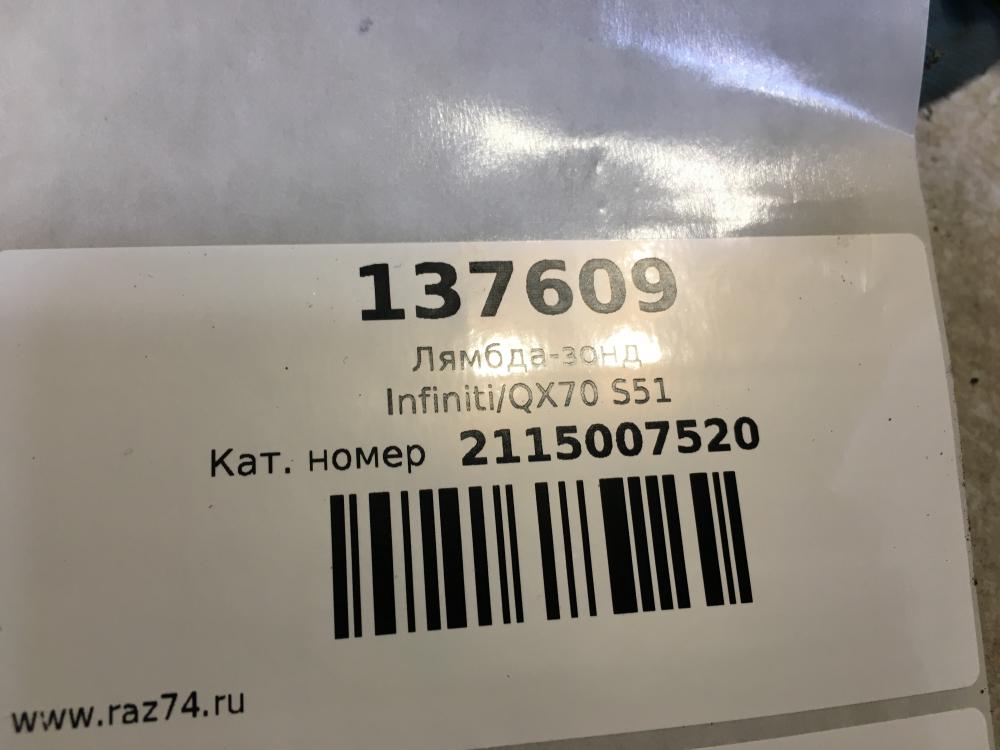 137609
Лямбда-зонд
Infiniti/QX70 S51
Кат. номер 2115007520
www.raz74.ru